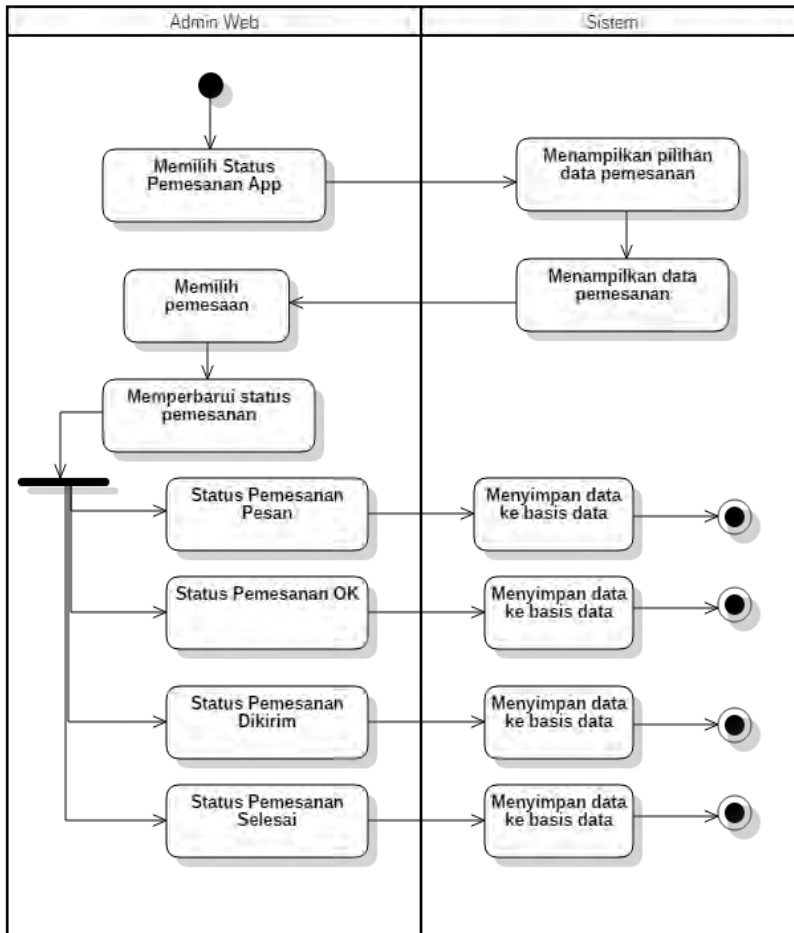 Admin Web
Sistem
Memilih Status
Pemesanan App
Menampilkan pilihan
data pemesanan
Menampilkan data
pemesanan
Memilih
pemesaan
Memperbarui status
pemesanan
Status Pemesanan
Pesan
Menyimpan data
ke basis data
Status Pemesanan OK
Menyimpan data
ke basis data
Status Pemesanan
Dikirim
Menyimpan data
ke basis data
Status Pemesanan
Selesai
Menyimpan data
ke basis data